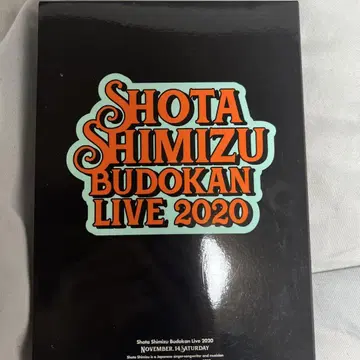 SHOTA
SHIMIZU
BUDOKAN
LIVE 2020
Shota Shimizu Budokan Live 2020
NOVEMBER. 14. SATURDAY
Shota Shimizu is a Japanese singer-songwriter and musician